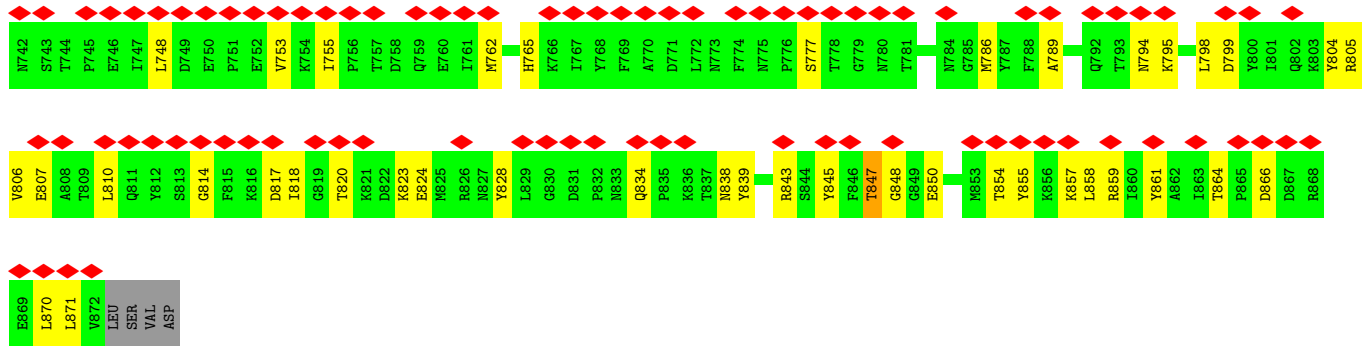 N742 S743 T744 P745 E746 I747 L748 D749 E750 P751 E752 V753 K754 I755 P756 T757 D758 Q759 E760 I761 M762 H765 K766 I767 Y768 F769 A770 D771 L772 N773 F774 N775 P776 S777 T778 G779 N780 T781 N784 G785 M786 Y787 F788 A789 Q792 T793 N794 K795 L798 D799 Y800 I801 Q802 K803 Y804 R805
V806 E807 A808 T809 L810 Q811 Y812 S813 G814 F815 K816 D817 I818 G819 T820 K821 D822 K823 E824 M825 R826 N827 Y828 L829 G830 D831 P832 N833 Q834 P835 K836 T837 N838 Y839 R843 S844 Y845 F846 T847 G848 G849 E850 M853 T854 Y855 K856 K857 L858 R859 I860 Y861 A862 I863 T864 P865 D866 D867 R868
E869 L870 L871 V872 LEU SER VAL ASP